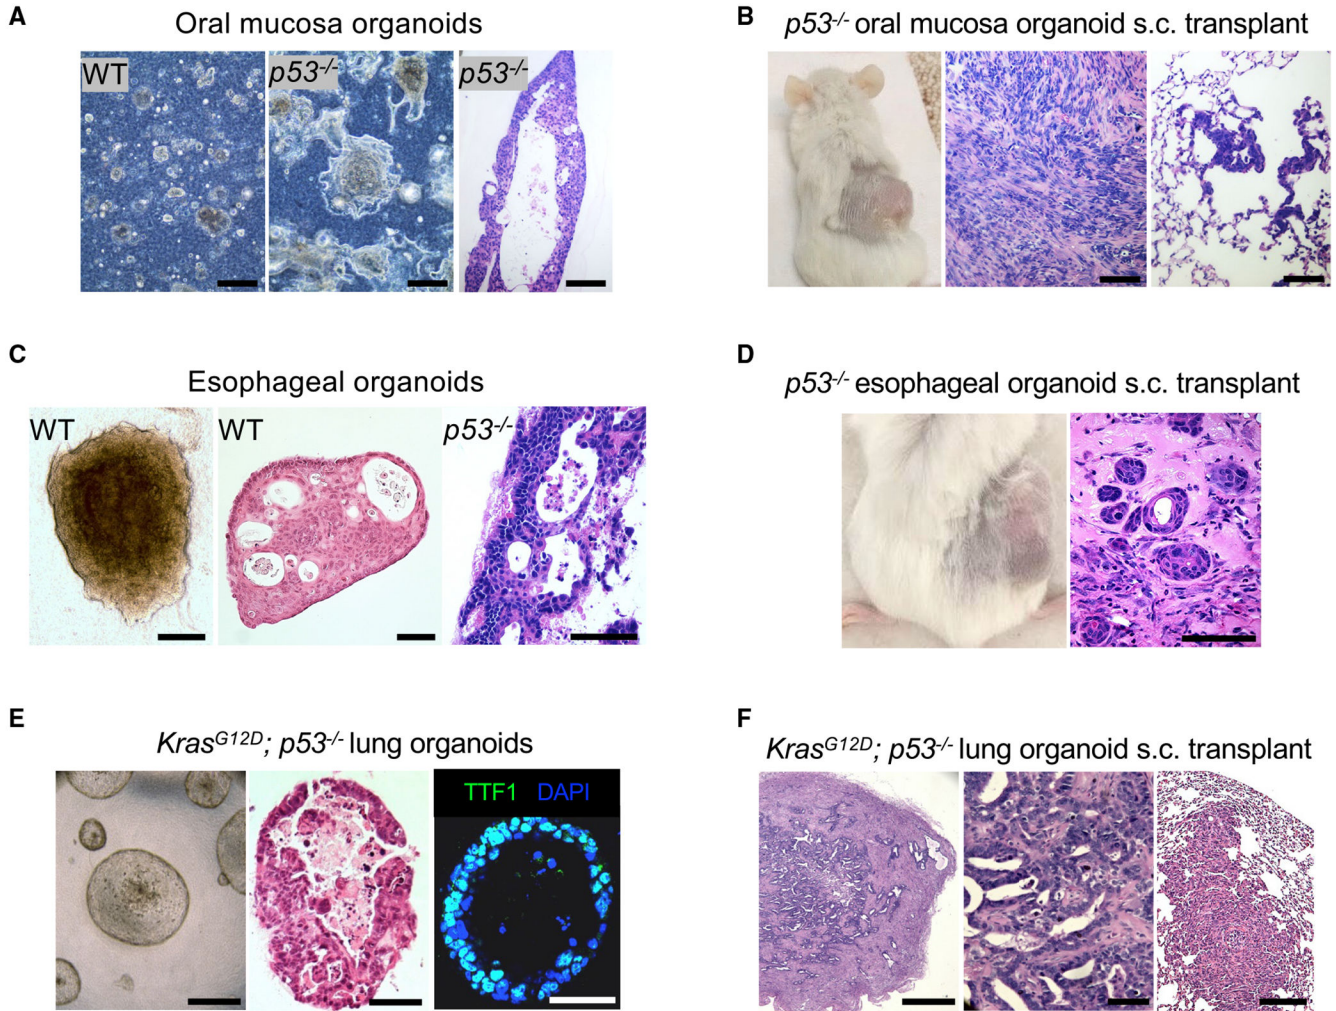 A
Oral mucosa organoids
WT
p53-/-
p53-/-
B
p53-/- oral mucosa organoid s.c. transplant
C
Esophageal organoids
WT
WT
p53-/-
D
p53-/- esophageal organoid s.c. transplant
E
KrasG12D; p53-/- lung organoids
TTF1 DAPI
F
KrasG12D; p53-/- lung organoid s.c. transplant